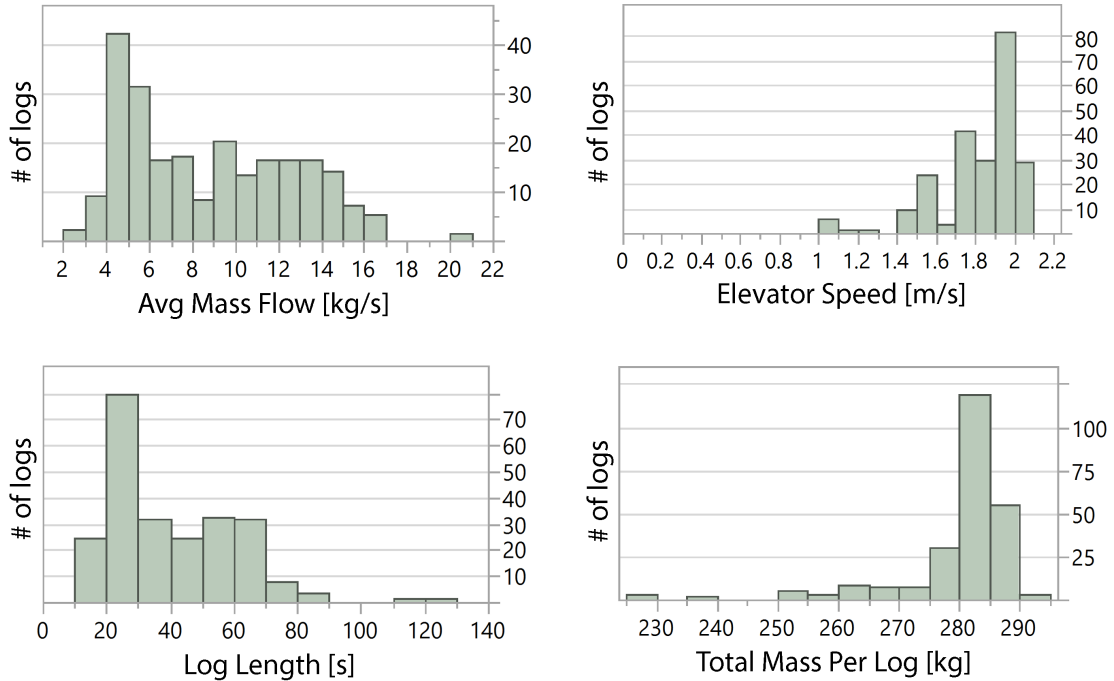 # of logs
40
30
20
10
2 4 6 8 10 12 14 16 18 20 22
Avg Mass Flow [kg/s]
# of logs
80
70
60
50
40
30
20
10
0 0.2 0.4 0.6 0.8 1 1.2 1.4 1.6 1.8 2 2.2
Elevator Speed [m/s]
# of logs
70
60
50
40
30
20
10
0 20 40 60 80 100 120 140
Log Length [s]
# of logs
100
75
50
25
230 240 250 260 270 280 290
Total Mass Per Log [kg]